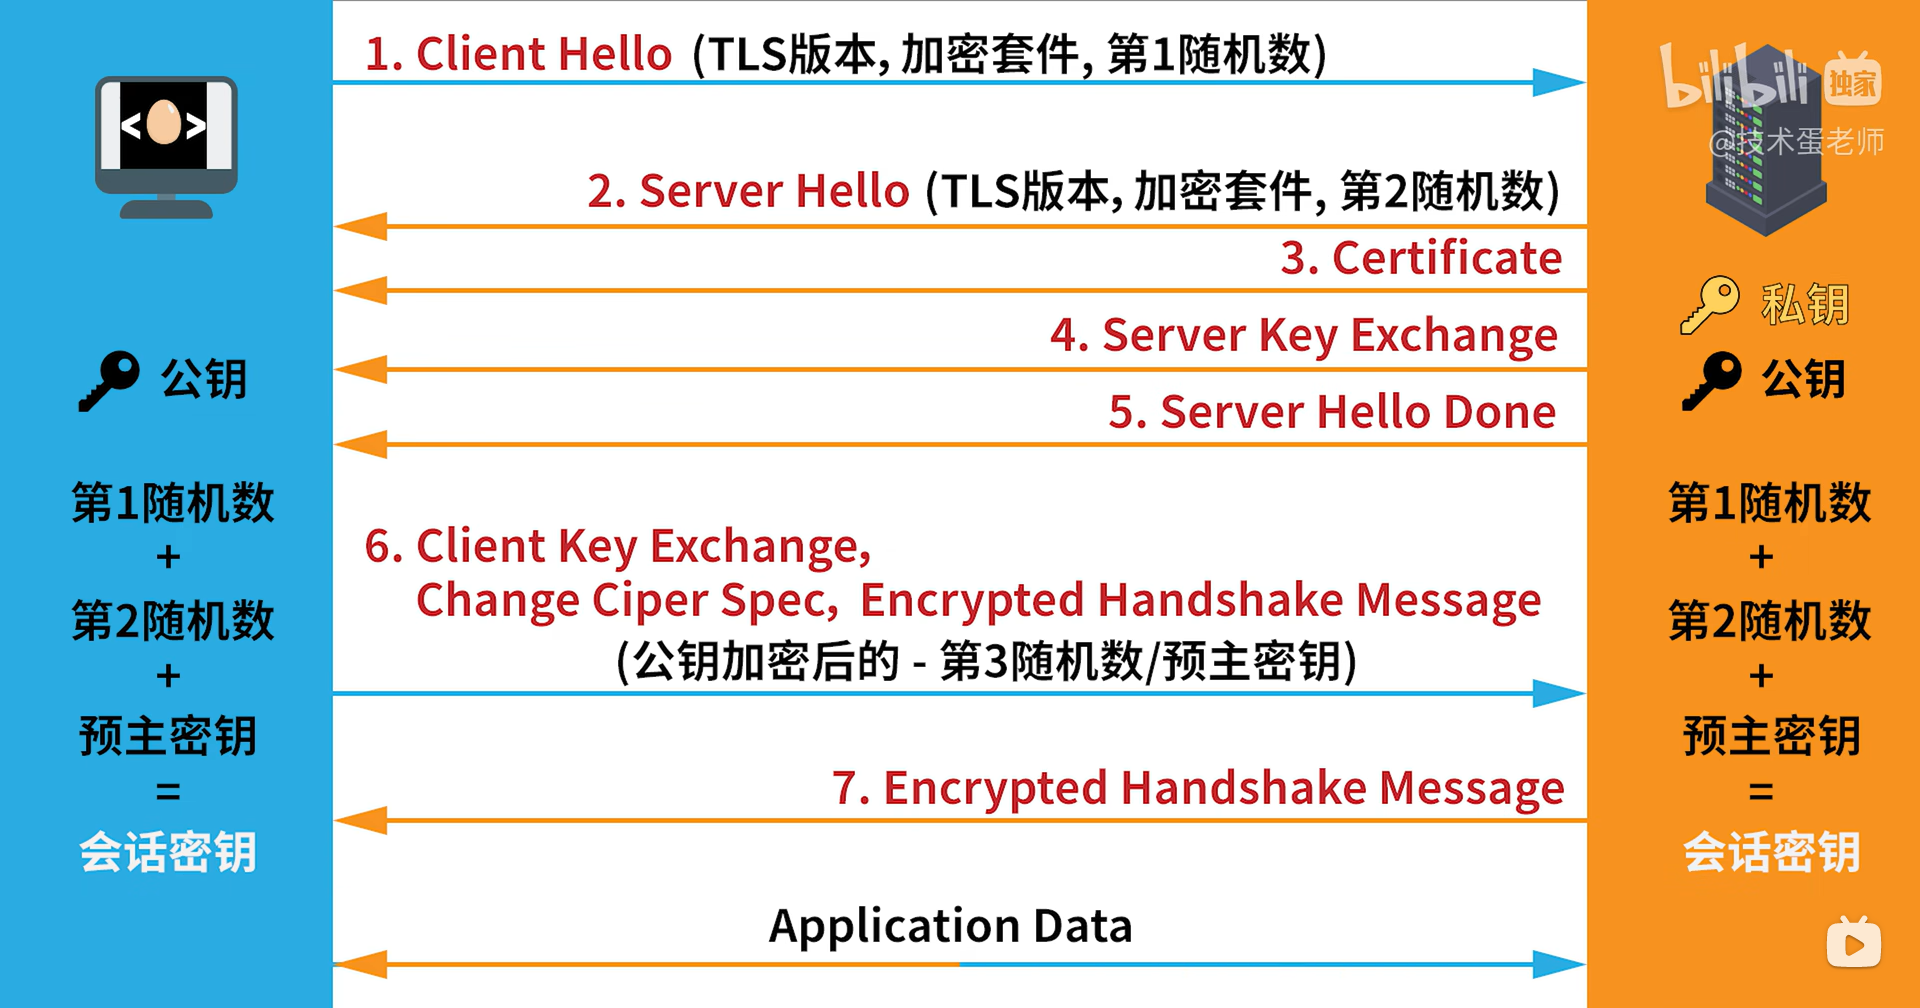 1. Client Hello (TLS版本, 加密套件, 第1随机数)
bilibili 独家
@技术蛋老师
< >
2. Server Hello (TLS版本, 加密套件, 第2随机数)
3. Certificate
私钥
4. Server Key Exchange
公钥
公钥
5. Server Hello Done
第1随机数
+
第2随机数
+
预主密钥
=
会话密钥
6. Client Key Exchange,
Change Ciper Spec, Encrypted Handshake Message
(公钥加密后的 - 第3随机数/预主密钥)
7. Encrypted Handshake Message
Application Data
第1随机数
+
第2随机数
+
预主密钥
=
会话密钥